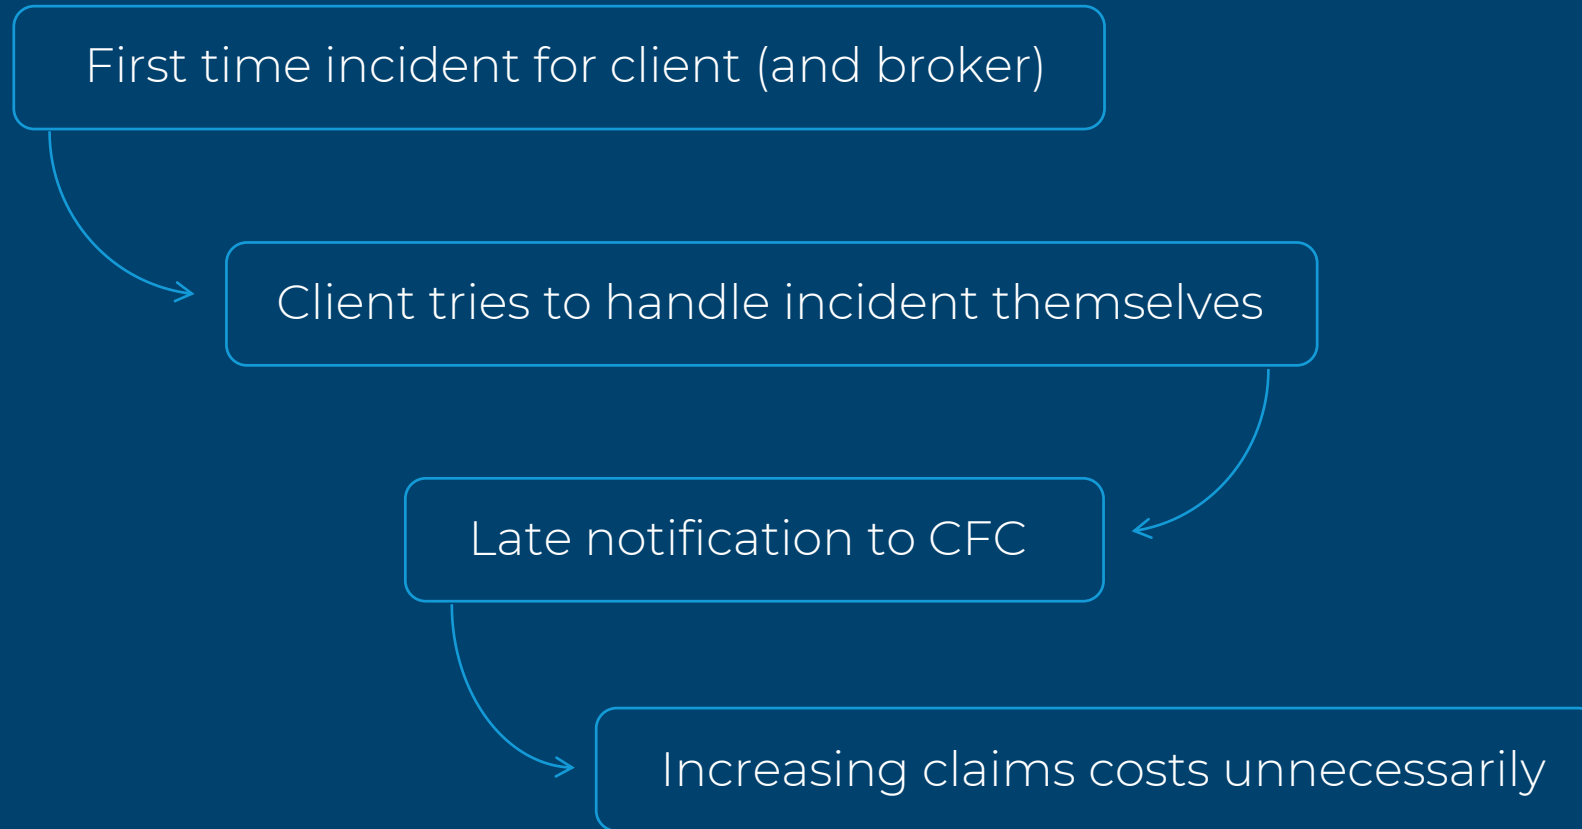 First time incident for client (and broker)
Client tries to handle incident themselves
Late notification to CFC
Increasing claims costs unnecessarily